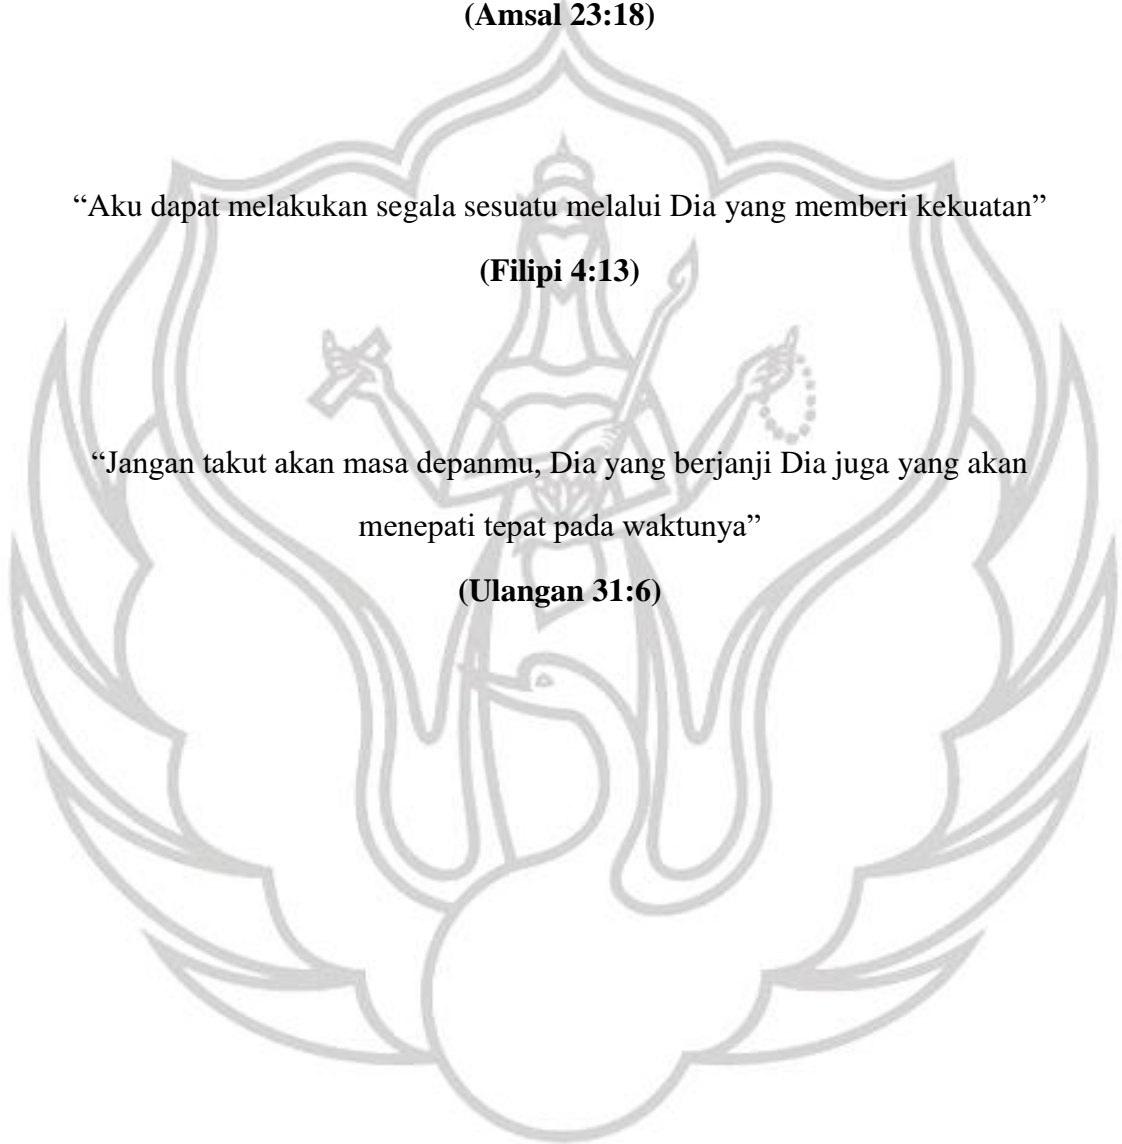 (Amsal 23:18)
“Aku dapat melakukan segala sesuatu melalui Dia yang memberi kekuatan”
(Filipi 4:13)
“Jangan takut akan masa depanmu, Dia yang berjanji Dia juga yang akan
menepati tepat pada waktunya”
(Ulangan 31:6)